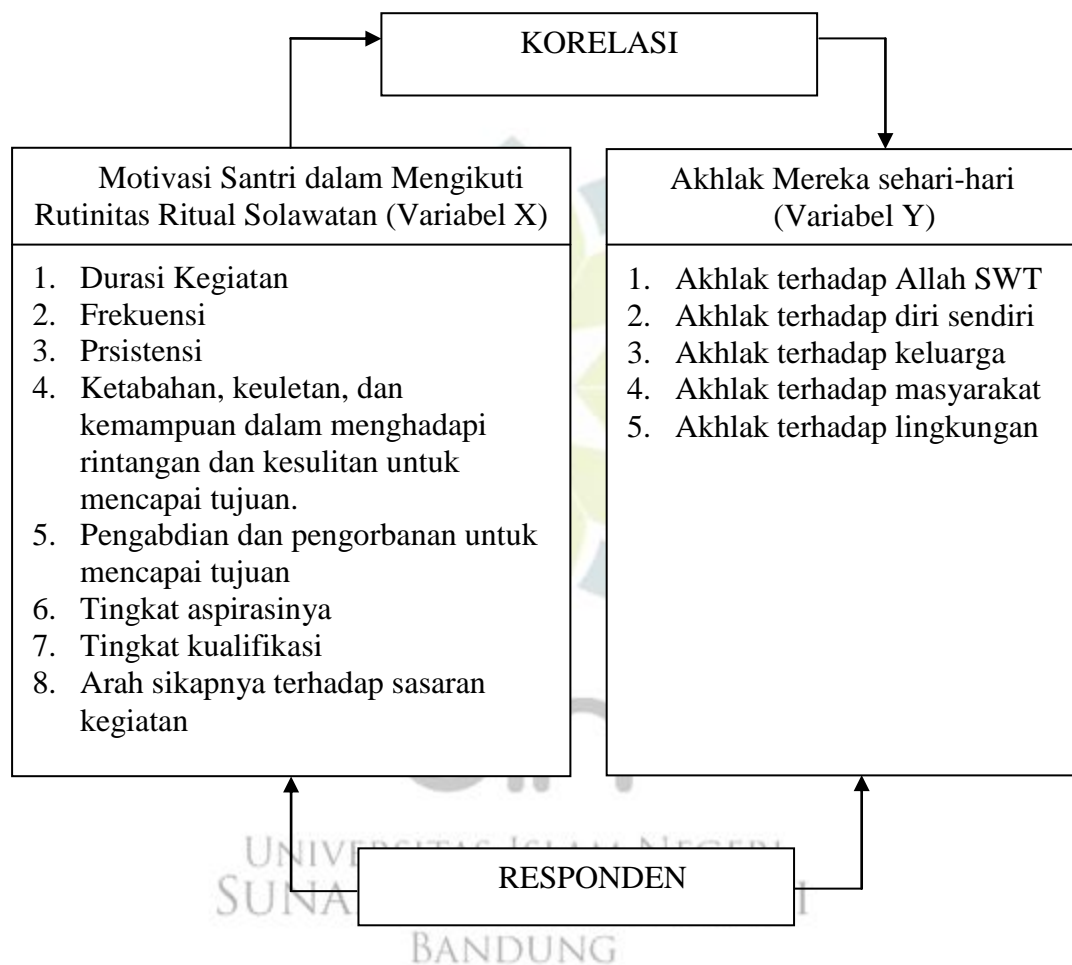 KORELASI
Motivasi Santri dalam Mengikuti
Rutinitas Ritual Solawatan (Variabel X)
1. Durasi Kegiatan
2. Frekuensi
3. Prsistensi
4. Ketabahan, keuletan, dan
kemampuan dalam menghadapi
rintangan dan kesulitan untuk
mencapai tujuan.
5. Pengabdian dan pengorbanan untuk
mencapai tujuan
6. Tingkat aspirasinya
7. Tingkat kualifikasi
8. Arah sikapnya terhadap sasaran
kegiatan
Akhlak Mereka sehari-hari
(Variabel Y)
1. Akhlak terhadap Allah SWT
2. Akhlak terhadap diri sendiri
3. Akhlak terhadap keluarga
4. Akhlak terhadap masyarakat
5. Akhlak terhadap lingkungan
RESPONDEN
BANDUNG